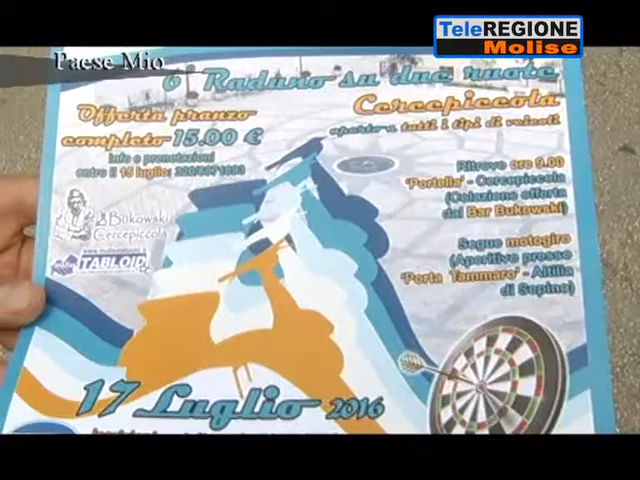 TeleREGIONE
Molise
Paese Mio
6° Raduno su due ruote
Cercepiccola
aperto a tutti i tipi di veicoli
Offerta pranzo
completo 15.00 €
Info e prenotazioni
entro il 15 luglio:
Ritrovo ore 9.00
"Portella" - Cercepiccola
(Colazione offerta
dal Bar Bukowski)
Bukowski
Cercepiccola
TABLOID
Segue motogiro
(Aperitivo presso
"Porta Tammaro" - Altilia
di Sepino)
17 Luglio 2016